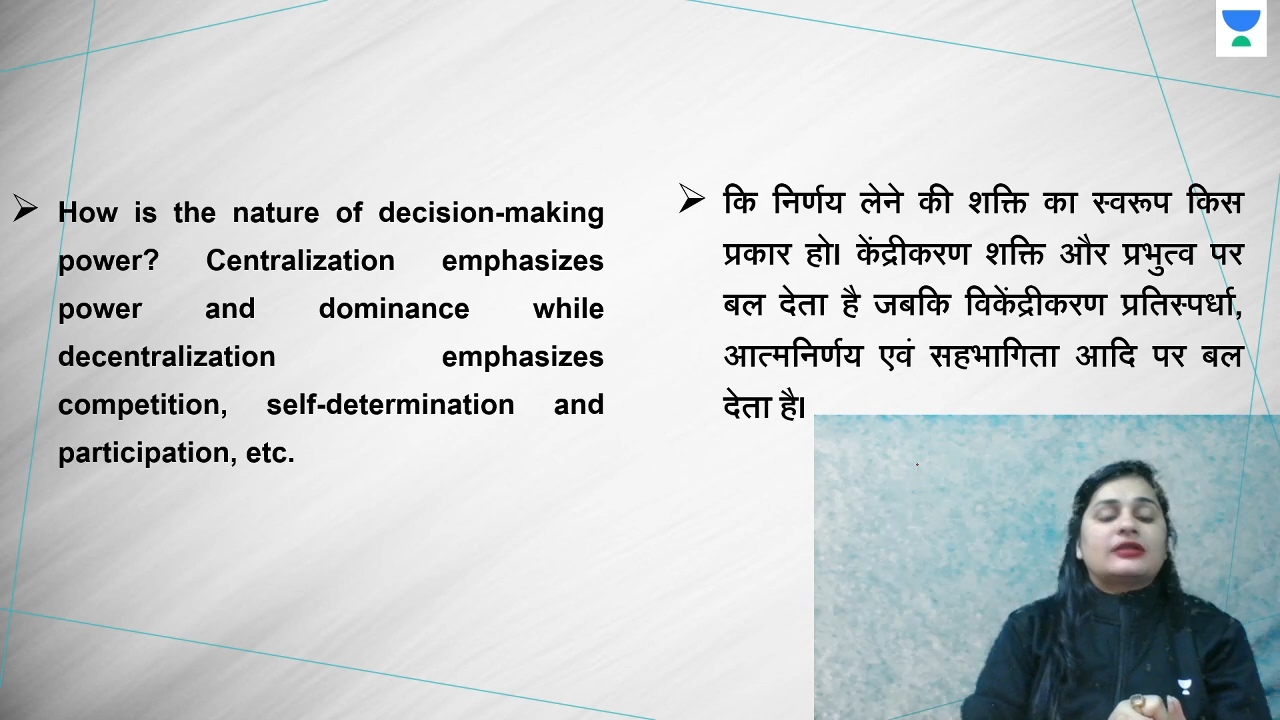 How is the nature of decision-making
power? Centralization emphasizes
power and dominance while
decentralization emphasizes
competition, self-determination and
participation, etc.
कि निर्णय लेने की शक्ति का स्वरूप किस
प्रकार हो। केंद्रीकरण शक्ति और प्रभुत्व पर
बल देता है जबकि विकेंद्रीकरण प्रतिस्पर्धा,
आत्मनिर्णय एवं सहभागिता आदि पर बल
देता है।